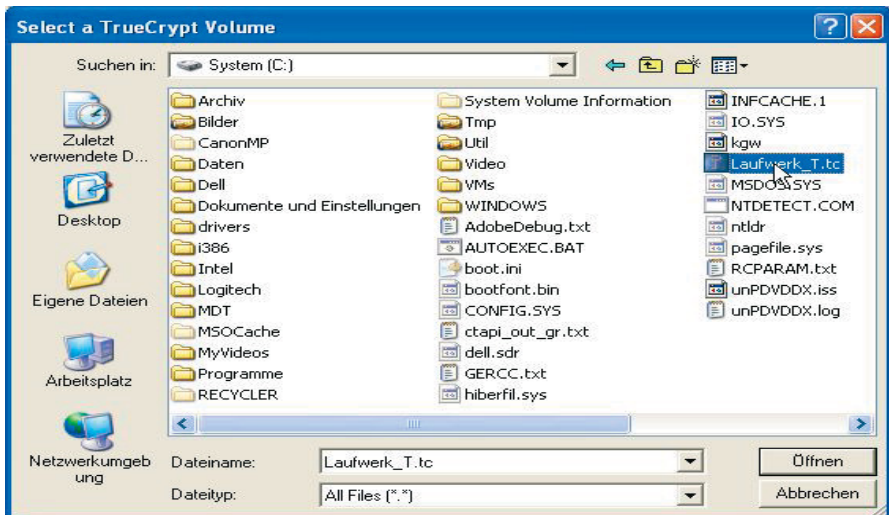 Select a TrueCrypt Volume
Suchen in:
System (C:)
Zuletzt
verwendete D...
Desktop
Eigene Dateien
Arbeitsplatz
Netzwerkumgeb
ung
Archiv
Bilder
CanonMP
Daten
Dell
Dokumente und Einstellungen
drivers
i386
Intel
Logitech
MDT
MSOCache
MyVideos
Programme
RECYCLER
System Volume Information
Tmp
Util
Video
VMs
WINDOWS
AdobeDebug.txt
AUTOEXEC.BAT
boot.ini
bootfont.bin
CONFIG.SYS
ctapi_out_gr.txt
dell.sdr
GERCC.txt
hiberfil.sys
INFCACHE.1
IO.SYS
kgw
Laufwerk_T.tc
MSDOS.SYS
NTDETECT.COM
ntldr
pagefile.sys
RCPARAM.txt
unPDVDDX.iss
unPDVDDX.log
Dateiname:
Laufwerk_T.tc
Öffnen
Dateityp:
All Files (*.*)
Abbrechen